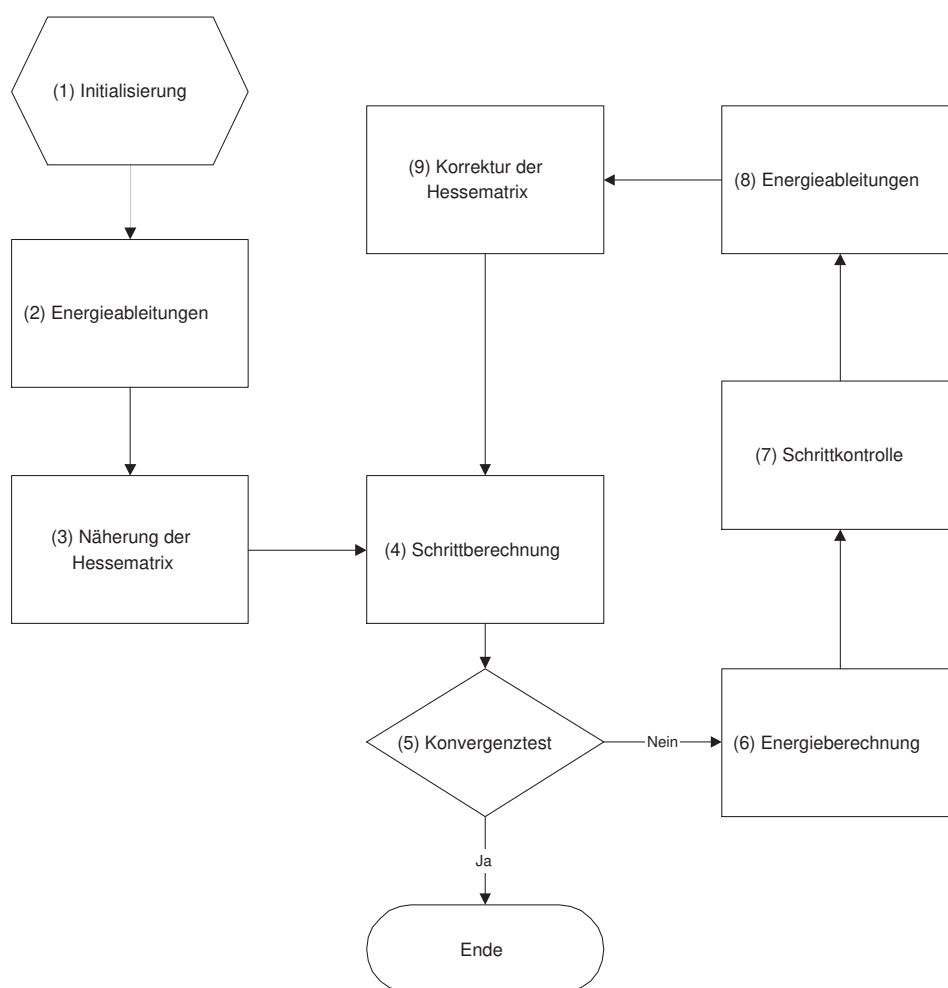 (1) Initialisierung
(2) Energieableitungen
(3) Näherung der
Hessematrix
(4) Schrittberechnung
(5) Konvergenztest
Nein
Ja
Ende
(6) Energieberechnung
(7) Schrittkontrolle
(8) Energieableitungen
(9) Korrektur der
Hessematrix